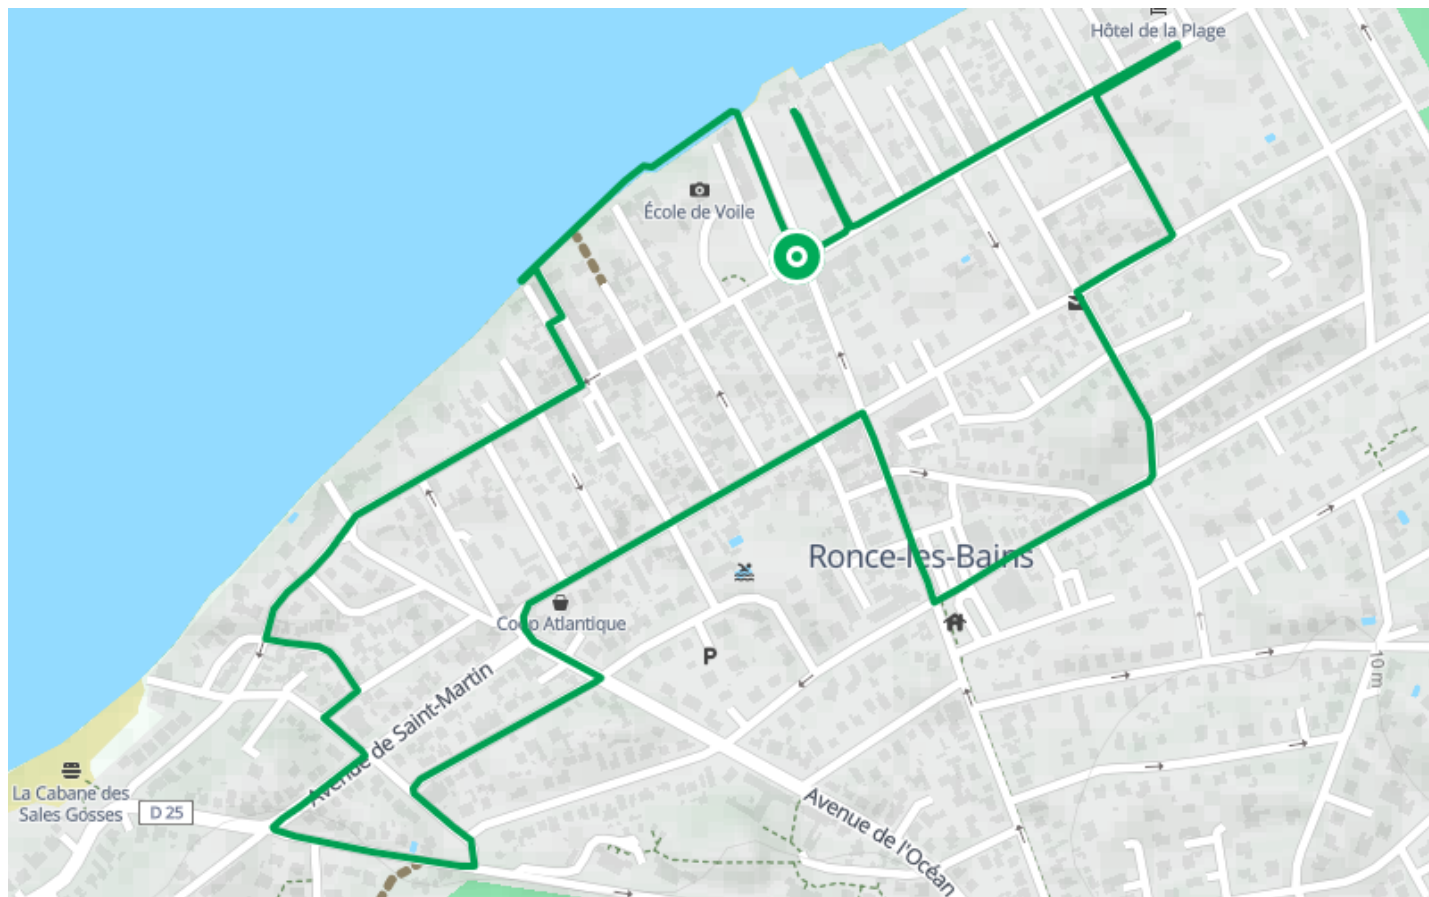 Hôtel de la Plage
École de Voile
Ronce-les-Bains
Coop Atlantique
P
Avenue de Saint-Martin
10 m
La Cabane des
Sales Gosses
D 25
Avenue de l'Océan